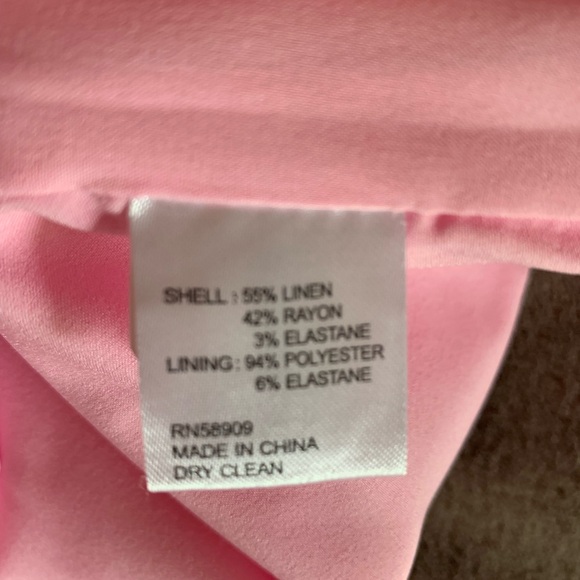 SHELL : 55% LINEN
42% RAYON
3% ELASTANE
LINING : 94% POLYESTER
6% ELASTANE
RN58909
MADE IN CHINA
DRY CLEAN